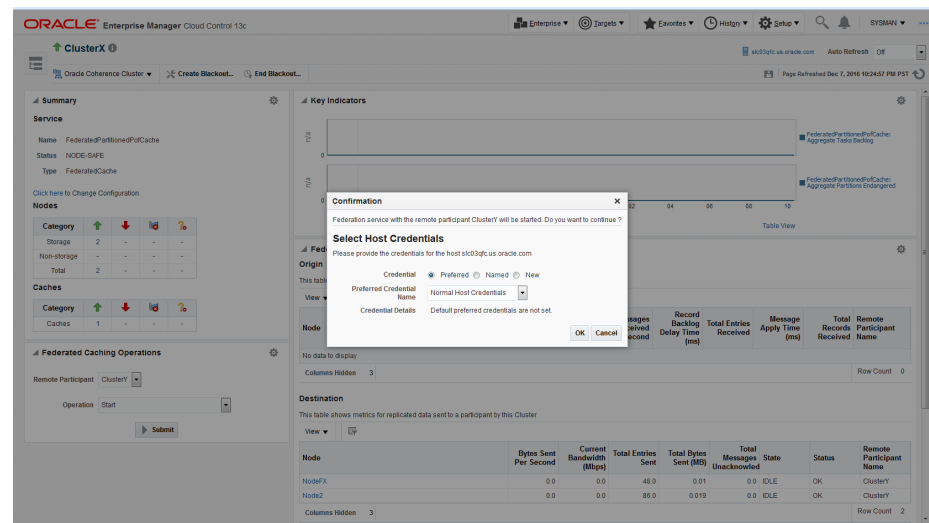 ORACLE® Enterprise Manager Cloud Control 13c
Enterprise Targets Favorites History Setup SYSMAN
ClusterX
slc03qfc.us.oracle.com Auto Refresh Off
Oracle Coherence Cluster Create Blackout... End Blackout...
Page Refreshed Dec 7, 2016 10:24:57 PM PST
Summary
Service
Name FederatedPartitionedPofCache
Status NODE-SAFE
Type FederatedCache
Click here to Change Configuration
Nodes
Category
Storage 2 - - -
Non-storage - - - -
Total 2 - - -
Caches
Category
Caches 1 - - -
Federated Caching Operations
Remote Participant ClusterY
Operation Start
Submit
Key Indicators
n/a
0
FederatedPartitionedPofCache:
Aggregate Tasks Backlog
n/a
0
FederatedPartitionedPofCache:
Aggregate Partitions Endangered
02 04 06 08 10
Table View
Confirmation
Federation service with the remote participant ClusterY will be started. Do you want to continue ?
Select Host Credentials
Please provide the credentials for the host slc03qfc.us.oracle.com
Credential Preferred Named New
Preferred Credential Name Normal Host Credentials
Credential Details Default preferred credentials are not set.
OK Cancel
Fed
Origin
This table
View
Node
Record Backlog Delay Time (ms)
Total Entries Received
Message Apply Time (ms)
Total Records Received
Remote Participant Name
No data to display
Columns Hidden 3
Row Count 0
Destination
This table shows metrics for replicated data sent to a participant by this Cluster
View
Node
Bytes Sent Per Second
Current Bandwidth (Mbps)
Total Entries Sent
Total Bytes Sent (MB)
Total Messages Unacknowled
State
Status
Remote Participant Name
NodeFX 0.0 0.0 48.0 0.01 0.0 IDLE OK ClusterY
Node2 0.0 0.0 86.0 0.019 0.0 IDLE OK ClusterY
Columns Hidden 3
Row Count 2